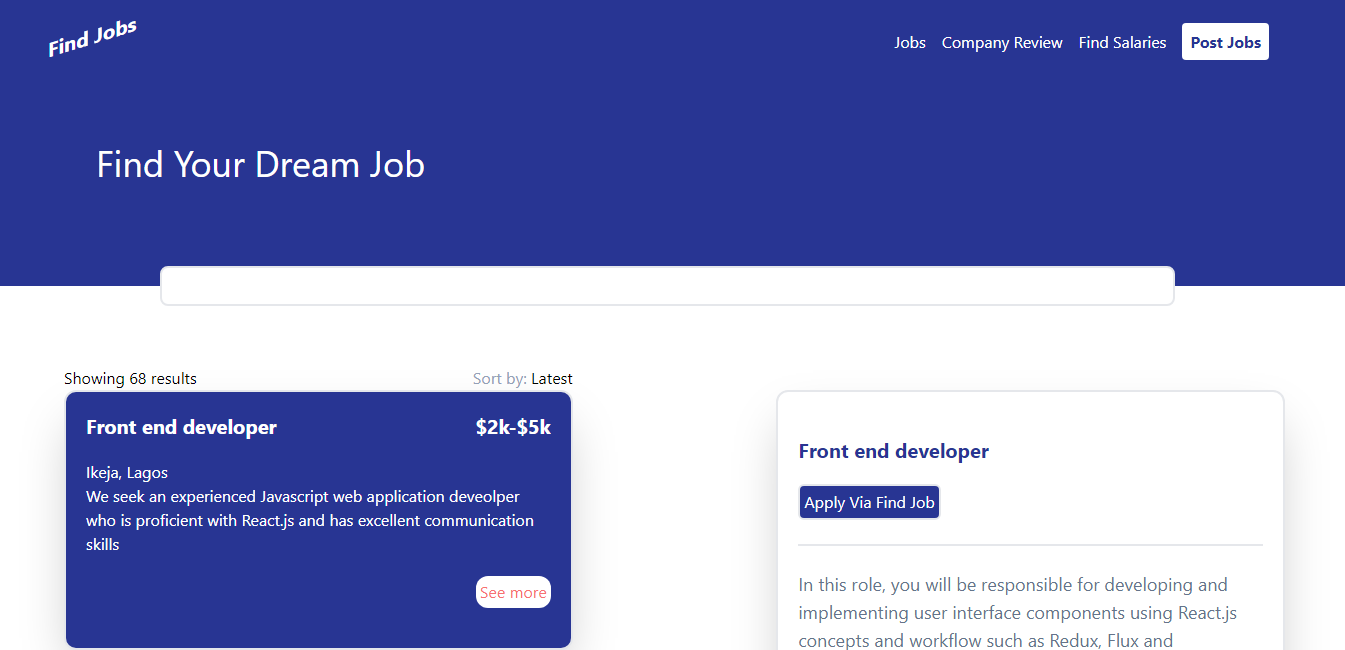 Find Jobs
Jobs Company Review Find Salaries Post Jobs
Find Your Dream Job
Showing 68 results
Sort by: Latest
Front end developer
$2k-$5k
Ikeja, Lagos
We seek an experienced Javascript web application deveolper
who is proficient with React.js and has excellent communication
skills
See more
Front end developer
Apply Via Find Job
In this role, you will be responsible for developing and
implementing user interface components using React.js
concepts and workflow such as Redux, Flux and